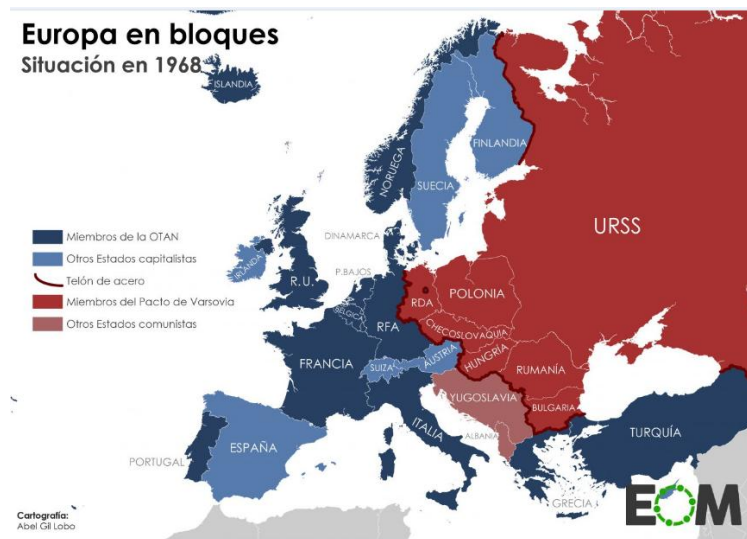 Europa en bloques
Situación en 1968
ISLANDIA
NORUEGA
SUECIA
FINLANDIA
URSS
Miembros de la OTAN
Otros Estados capitalistas
Telón de acero
Miembros del Pacto de Varsovia
Otros Estados comunistas
DINAMARCA
IRLANDA
R.U.
P.BAJOS
BÉLGICA
RFA
RDA
POLONIA
CHECOSLOVAQUIA
FRANCIA
SUIZA
AUSTRIA
HUNGRÍA
RUMANÍA
YUGOSLAVIA
BULGARIA
ITALIA
ALBANIA
PORTUGAL
ESPAÑA
GRECIA
TURQUÍA
Cartografía:
Abel Gil Lobo
EOM